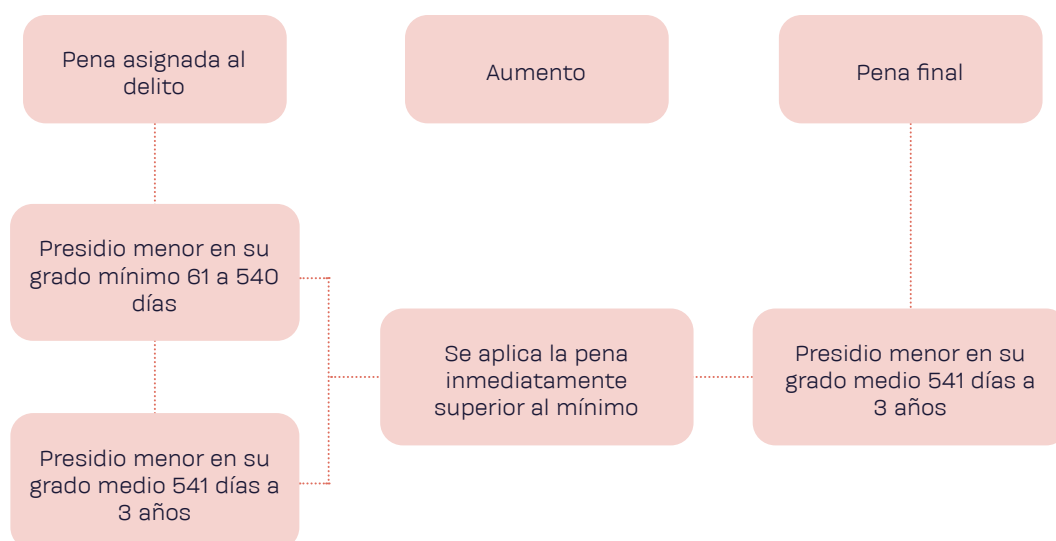 Pena asignada al
delito
Aumento
Pena final
Presidio menor en su
grado mínimo 61 a 540
días
Se aplica la pena
inmediatamente
superior al mínimo
Presidio menor en su
grado medio 541 días a
3 años
Presidio menor en su
grado medio 541 días a
3 años